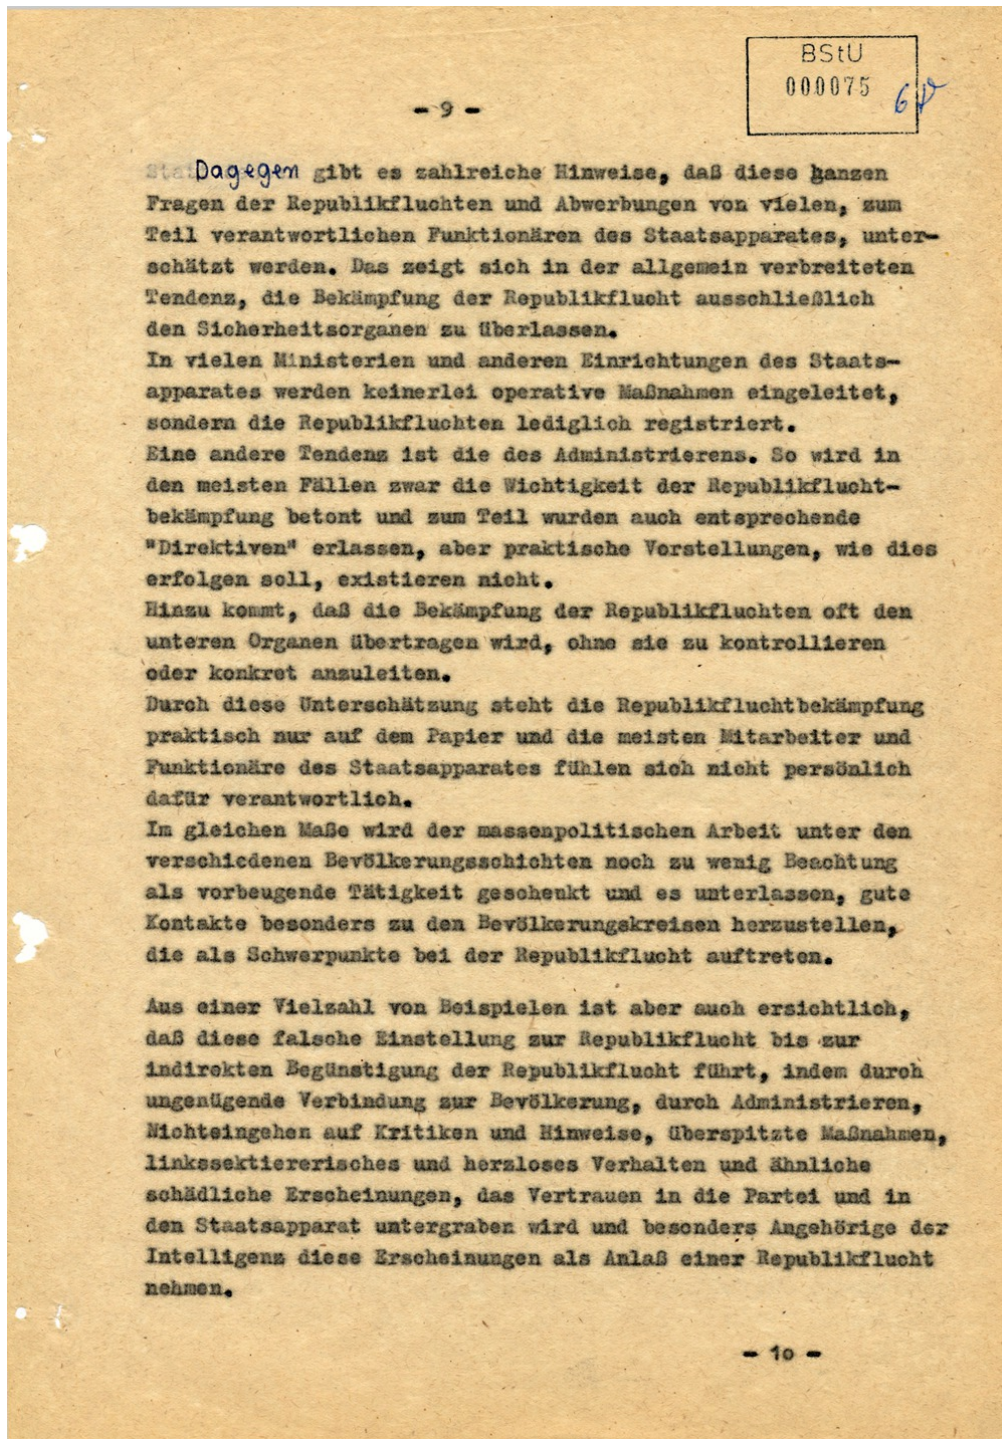 BStU
000075
- 9 -
Dagegen gibt es zahlreiche Hinweise, daß diese ganzen
Fragen der Republikfluchten und Abwerbungen von vielen, zum
Teil verantwortlichen Funktionären des Staatsapparates, unter-
schätzt werden. Das zeigt sich in der allgemein verbreiteten
Tendenz, die Bekämpfung der Republikflucht ausschließlich
den Sicherheitsorganen zu überlassen.
In vielen Ministerien und anderen Einrichtungen des Staats-
apparates werden keinerlei operative Maßnahmen eingeleitet,
sondern die Republikfluchten lediglich registriert.
Eine andere Tendenz ist die des Administrierens. So wird in
den meisten Fällen zwar die Wichtigkeit der Republikflucht-
bekämpfung betont und zum Teil wurden auch entsprechende
"Direktiven" erlassen, aber praktische Vorstellungen, wie dies
erfolgen soll, existieren nicht.
Hinzu kommt, daß die Bekämpfung der Republikfluchten oft den
unteren Organen übertragen wird, ohne sie zu kontrollieren
oder konkret anzuleiten.
Durch diese Unterschätzung steht die Republikfluchtbekämpfung
praktisch nur auf dem Papier und die meisten Mitarbeiter und
Funktionäre des Staatsapparates fühlen sich nicht persönlich
dafür verantwortlich.
Im gleichen Maße wird der massenpolitischen Arbeit unter den
verschiedenen Bevölkerungsschichten noch zu wenig Beachtung
als vorbeugende Tätigkeit geschenkt und es unterlassen, gute
Kontakte besonders zu den Bevölkerungskreisen herzustellen,
die als Schwerpunkte bei der Republikflucht auftreten.
Aus einer Vielzahl von Beispielen ist aber auch ersichtlich,
daß diese falsche Einstellung zur Republikflucht bis zur
indirekten Begünstigung der Republikflucht führt, indem durch
ungenügende Verbindung zur Bevölkerung, durch Administrieren,
Nichteingehen auf Kritiken und Hinweise, überspitzte Maßnahmen,
linkssektiererisches und herzloses Verhalten und ähnliche
schädliche Erscheinungen, das Vertrauen in die Partei und in
den Staatsapparat untergraben wird und besonders Angehörige der
Intelligenz diese Erscheinungen als Anlaß einer Republikflucht
nehmen.
- 10 -